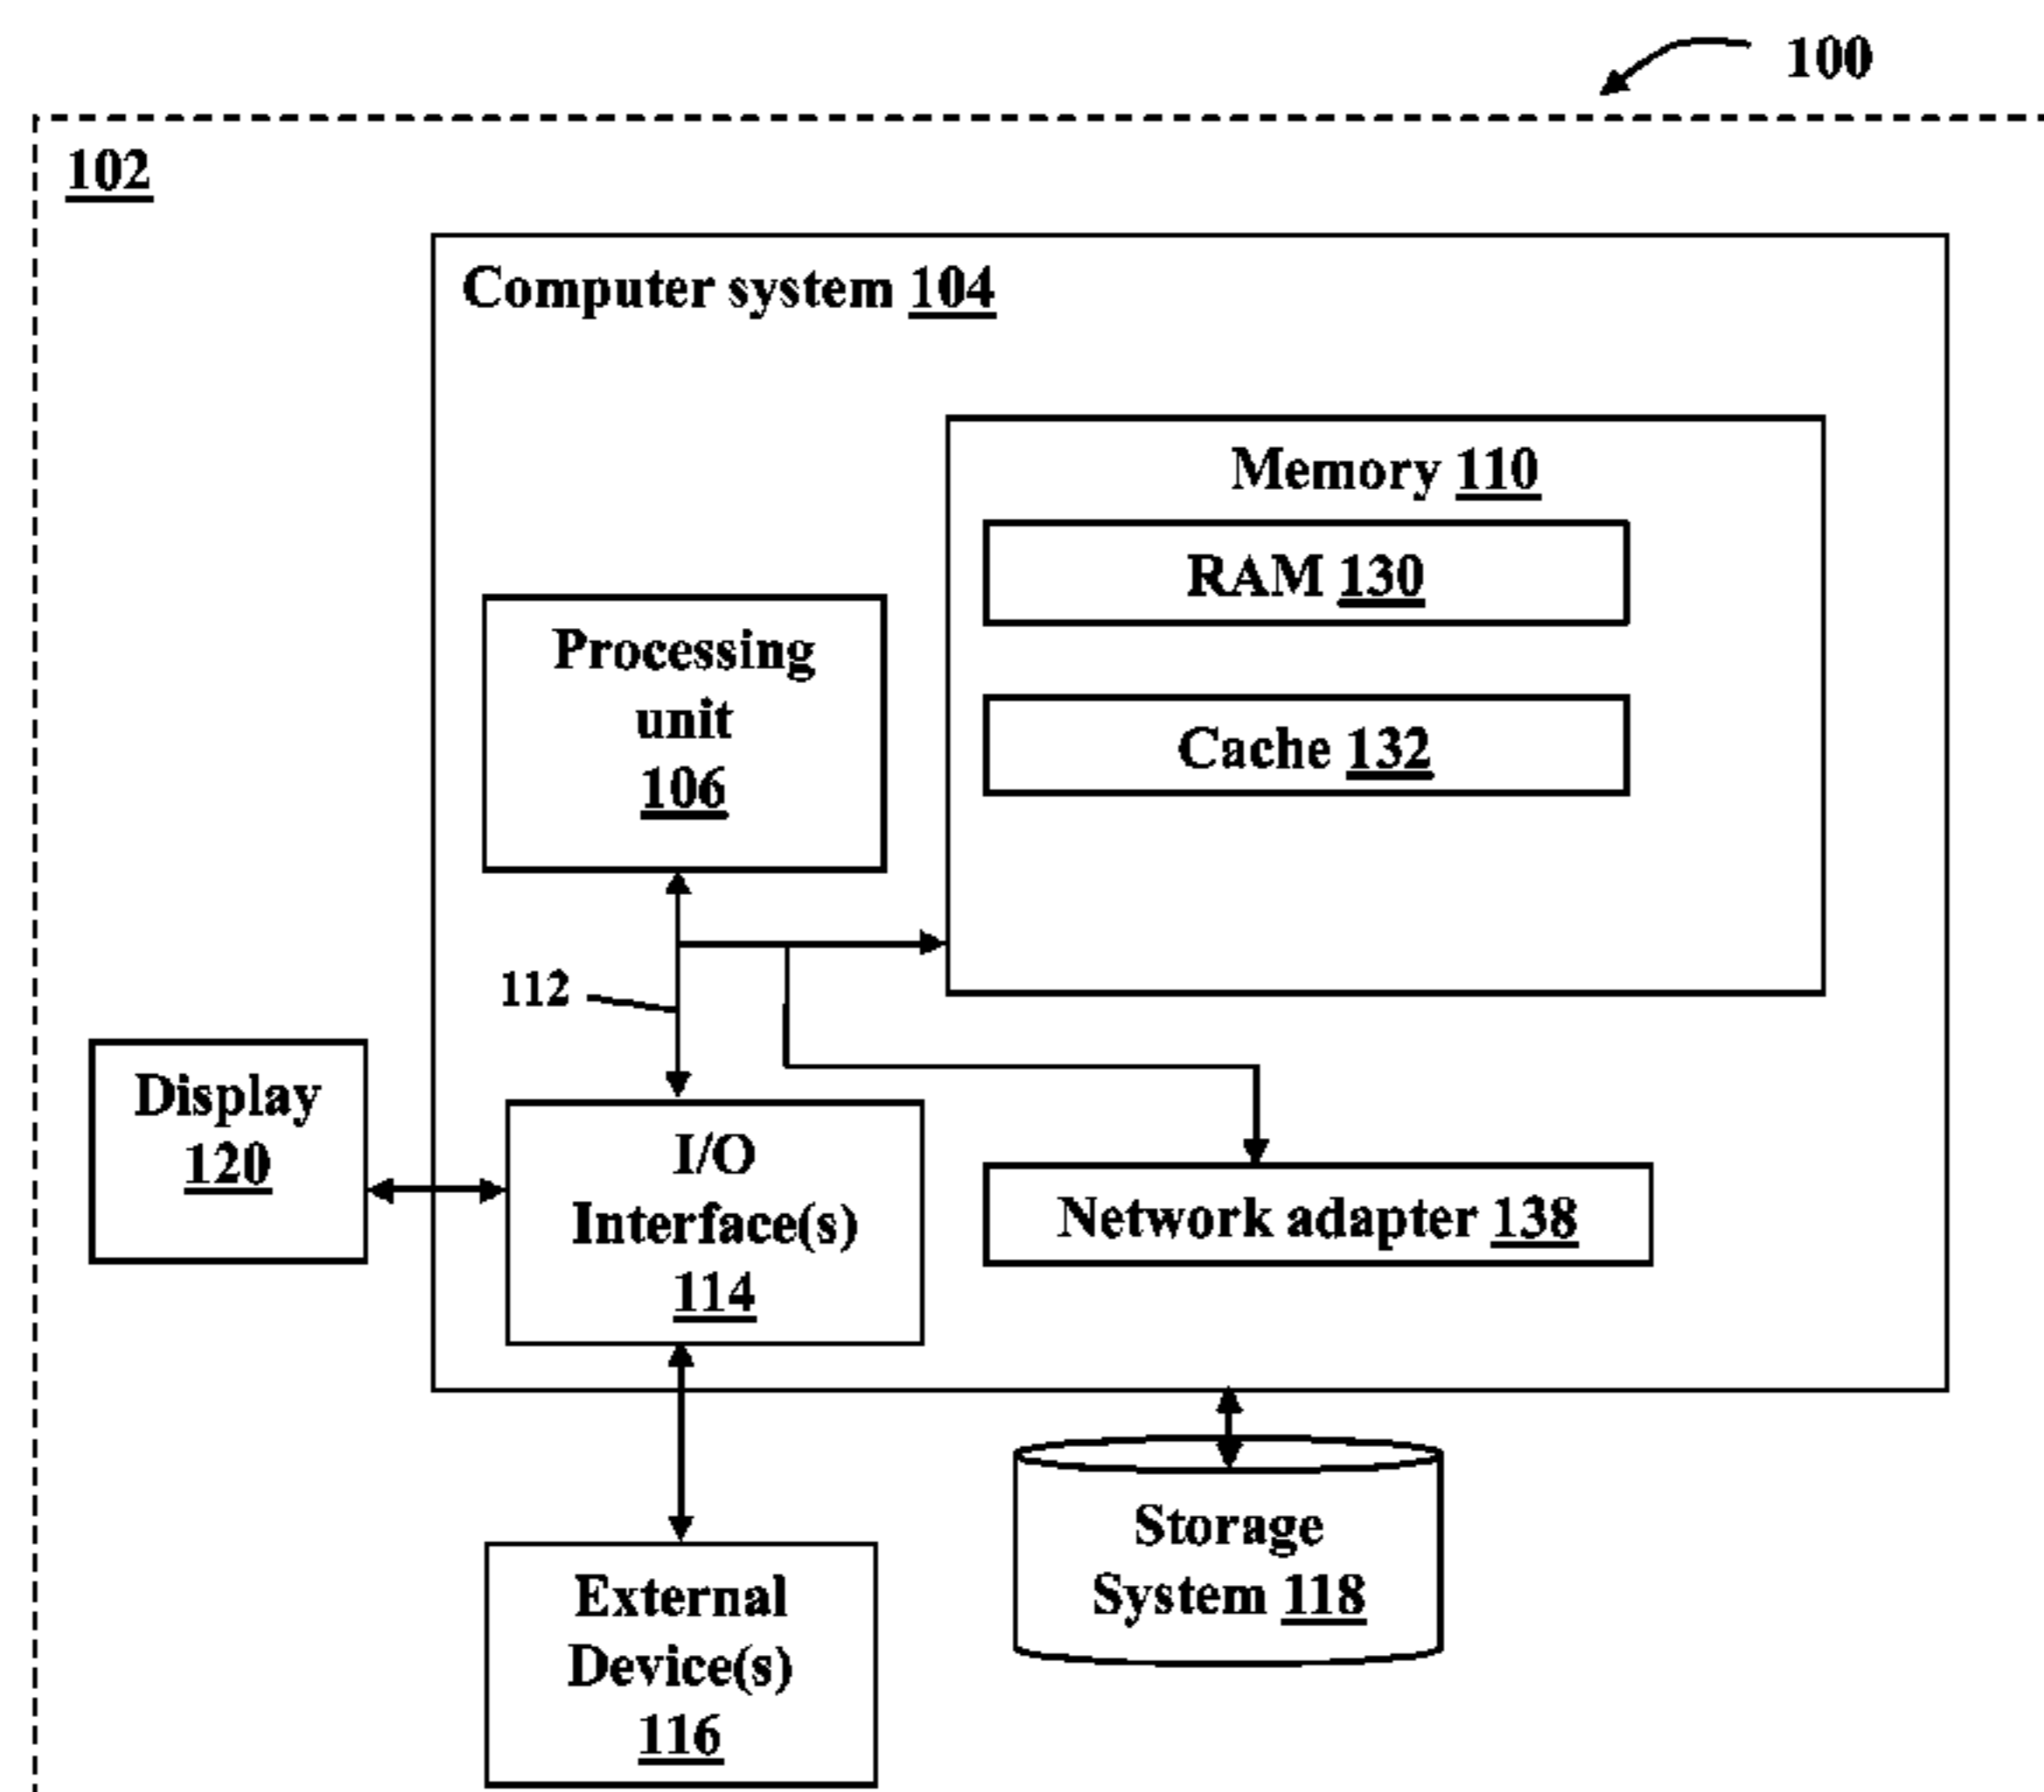 100
102
Computer system 104
Memory 110
RAM 130
Cache 132
Processing
unit
106
112
Display
120
I/O
Interface(s)
114
Network adapter 138
Storage
System 118
External
Device(s)
116